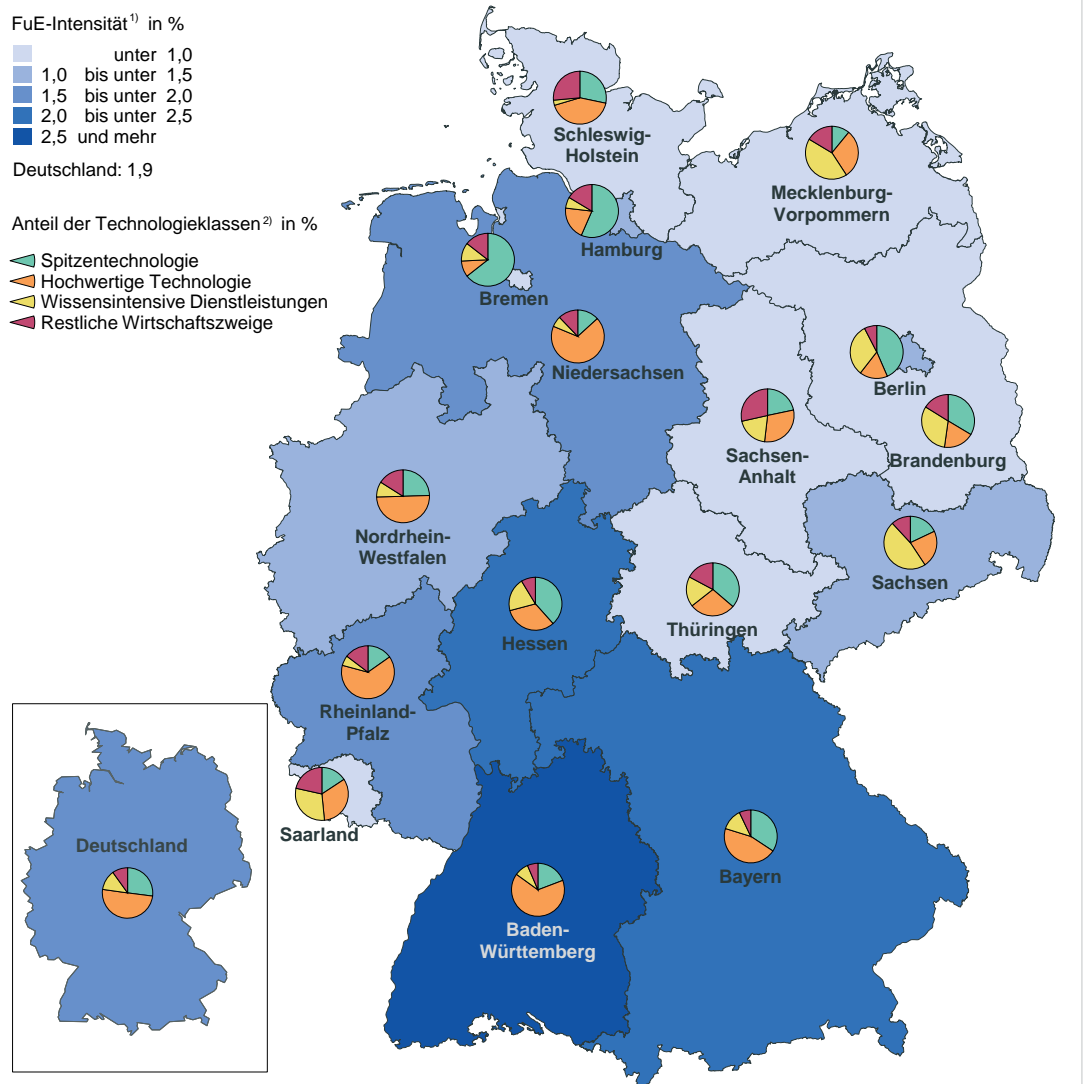 FuE-Intensität1) in %
unter 1,0
1,0 bis unter 1,5
1,5 bis unter 2,0
2,0 bis unter 2,5
2,5 und mehr
Deutschland: 1,9
Anteil der Technologieklassen2) in %
Spitzentechnologie
Hochwertige Technologie
Wissensintensive Dienstleistungen
Restliche Wirtschaftszweige
Schleswig-
Holstein
Mecklenburg-
Vorpommern
Hamburg
Bremen
Niedersachsen
Berlin
Brandenburg
Sachsen-
Anhalt
Nordrhein-
Westfalen
Sachsen
Thüringen
Hessen
Rheinland-
Pfalz
Saarland
Deutschland
Bayern
Baden-
Württemberg